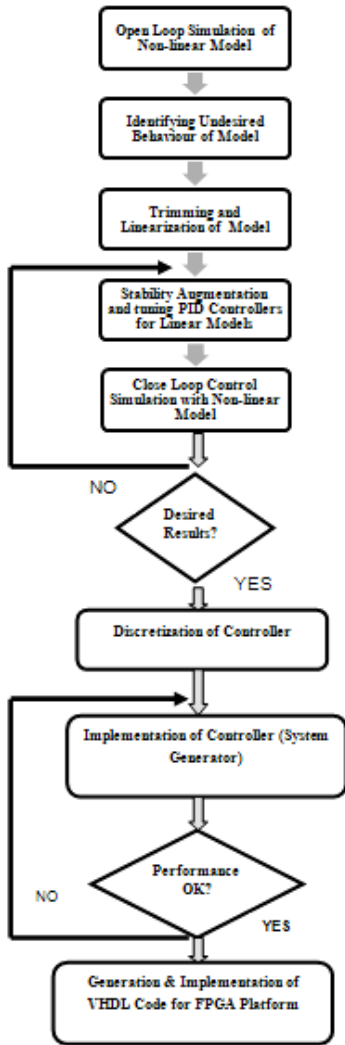 Open Loop Simulation of
Non-linear Model
Identifying Undesired
Behaviour of Model
Trimming and
Linearization of Model
Stability Augmentation
and tuning PID Controllers
for Linear Models
Close Loop Control
Simulation with Non-linear
Model
NO
Desired
Results?
YES
Discretization of Controller
Implementation of Controller (System
Generator)
Performance
OK?
NO
YES
Generation & Implementation of
VHDL Code for FPGA Platform